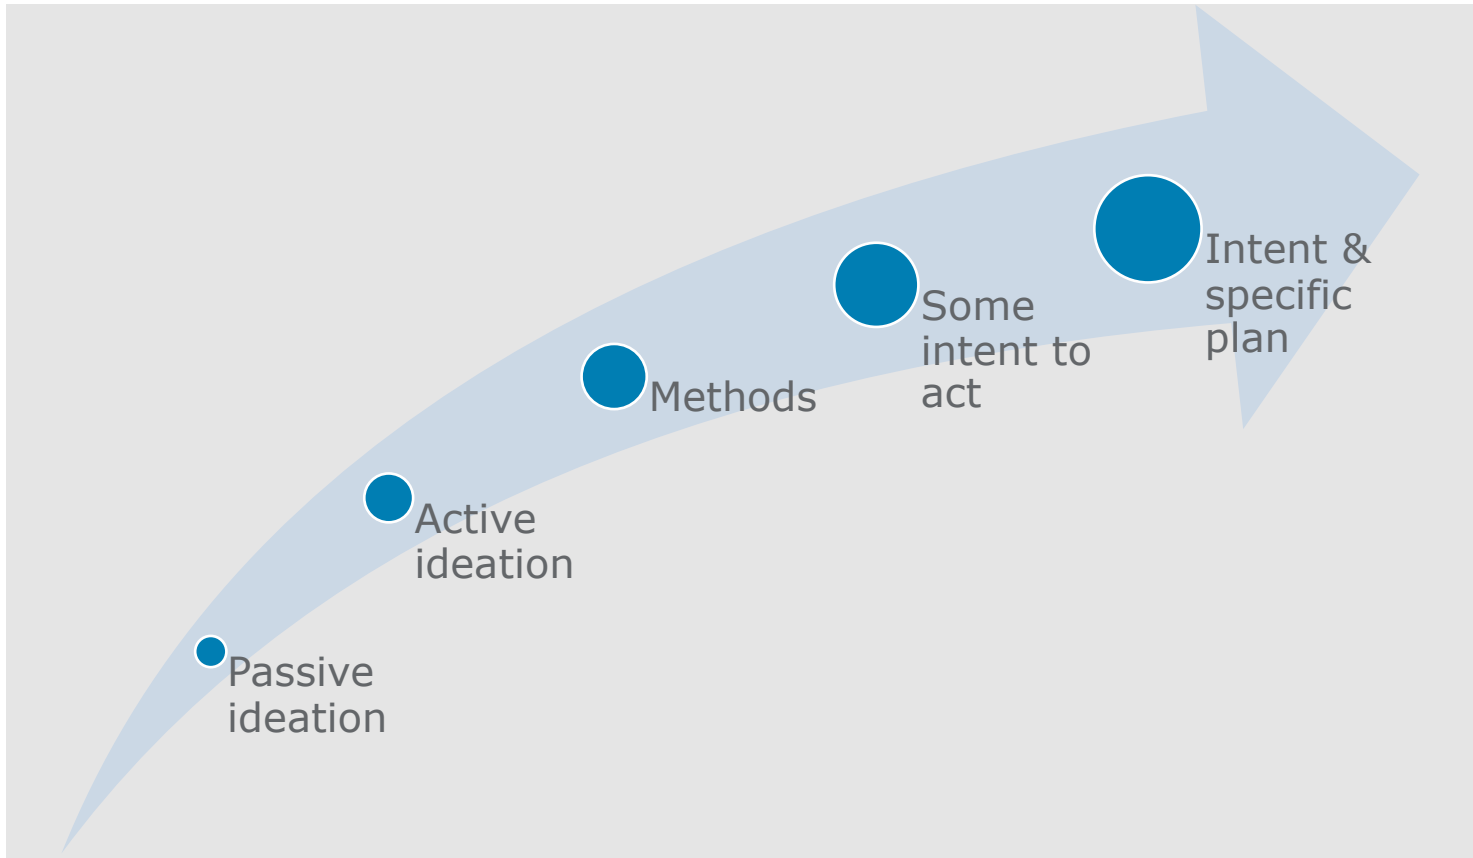 Passive
ideation
Active
ideation
Methods
Some
intent to
act
Intent &
specific
plan